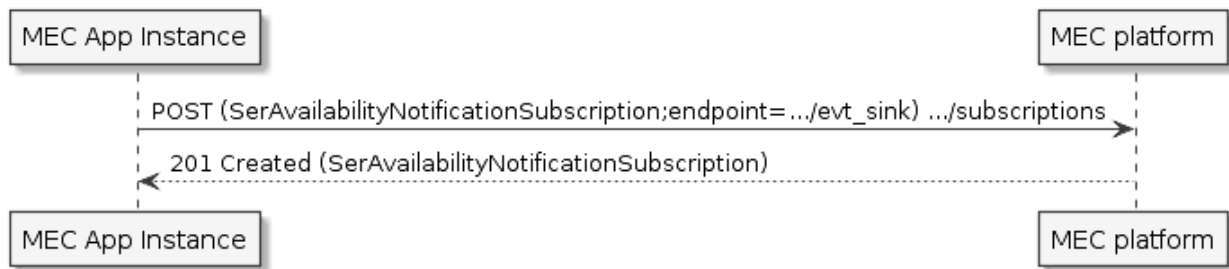 MEC App Instance
MEC platform
POST (SerAvailabilityNotificationSubscription;endpoint=.../evt_sink) .../subscriptions
201 Created (SerAvailabilityNotificationSubscription)
MEC App Instance
MEC platform